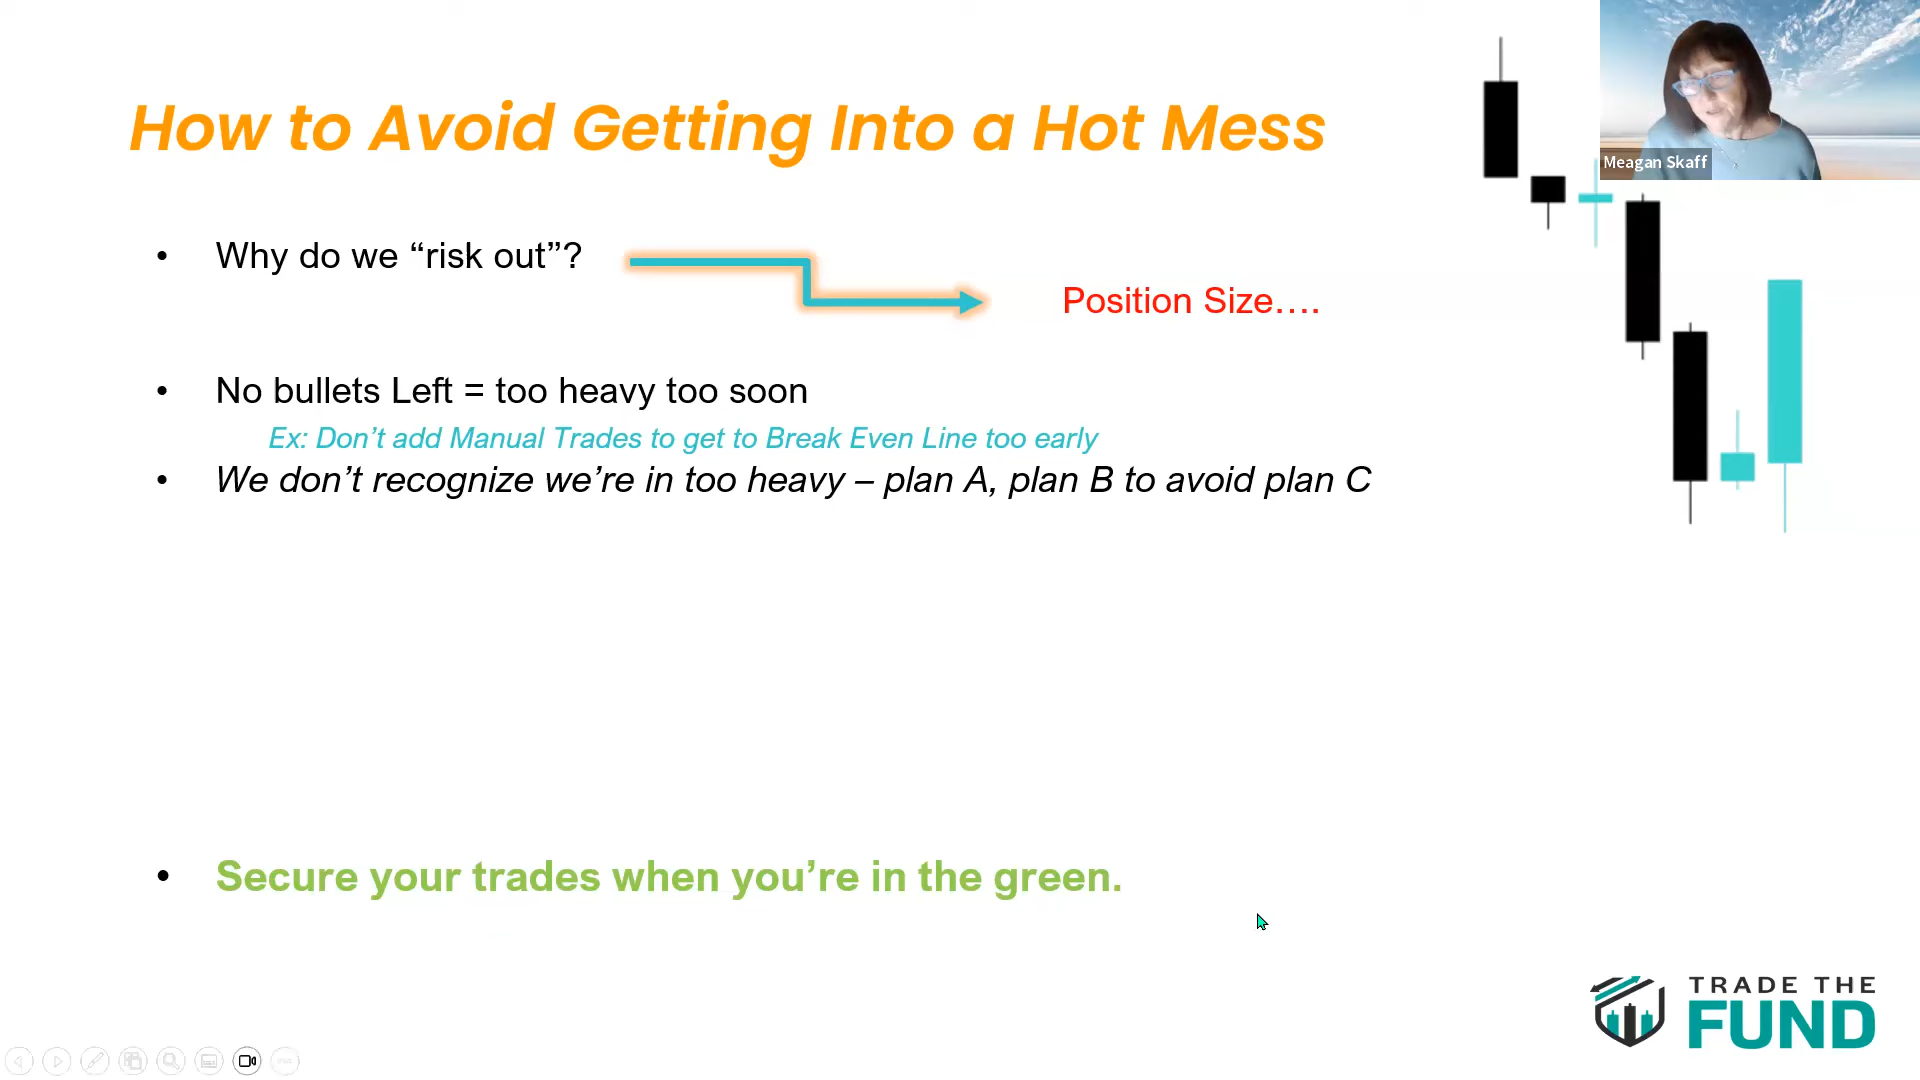 How to Avoid Getting Into a Hot Mess
Meagan Skaff
• Why do we “risk out”?
Position Size….
• No bullets Left = too heavy too soon
Ex: Don’t add Manual Trades to get to Break Even Line too early
• We don’t recognize we’re in too heavy – plan A, plan B to avoid plan C
• Secure your trades when you’re in the green.
TRADE THE
FUND